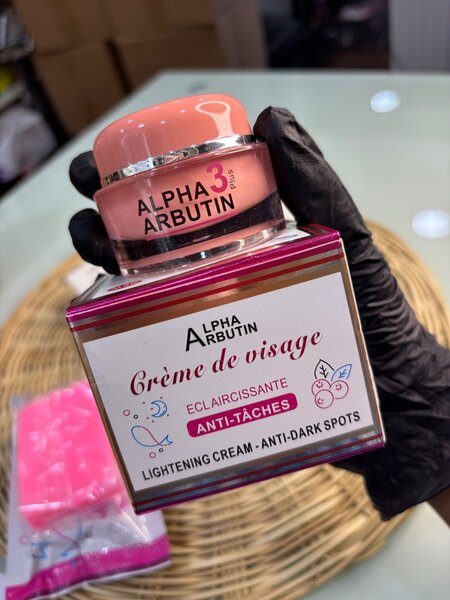 ALPHA 3
Plus
ARBUTIN
ALPHA
ARBUTIN
Crème de visage
ECLAIRCISSANTE
ANTI-TÂCHES
LIGHTENING CREAM - ANTI-DARK SPOTS